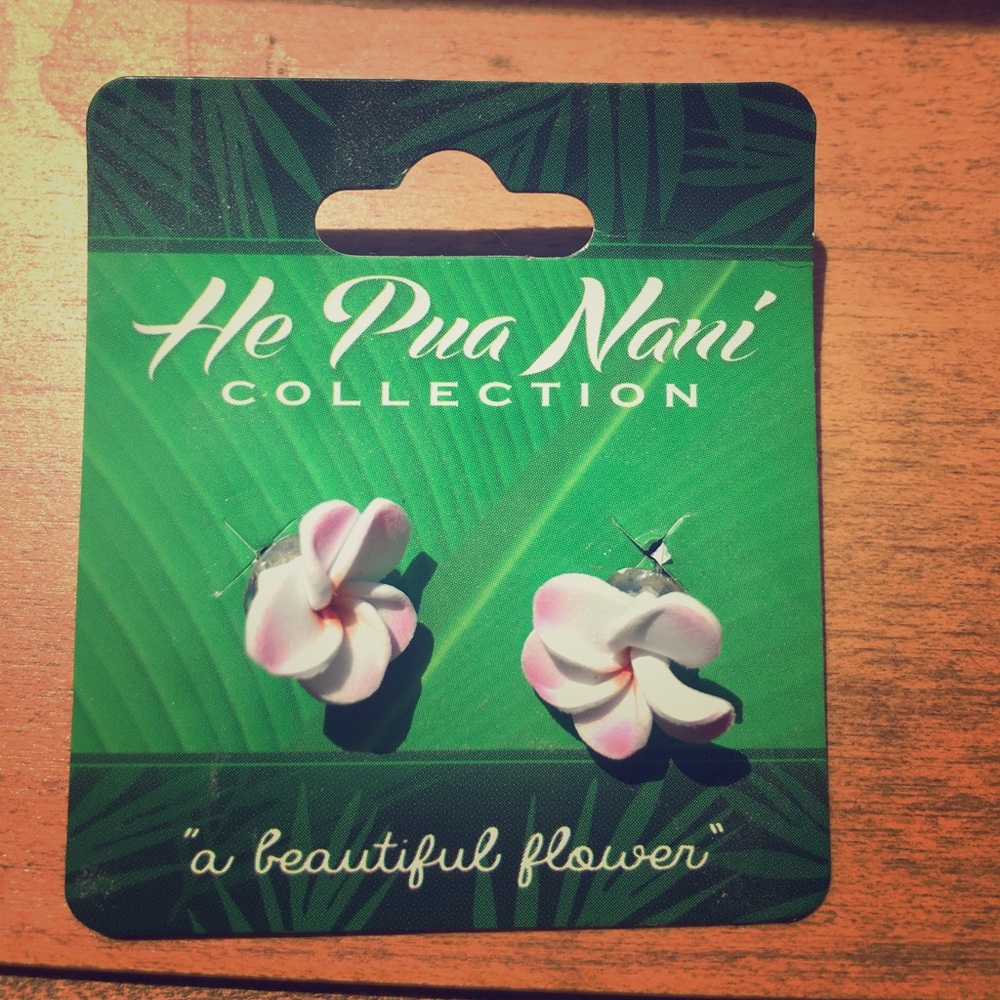 He Pua Nani
COLLECTION
"a beautiful flower"